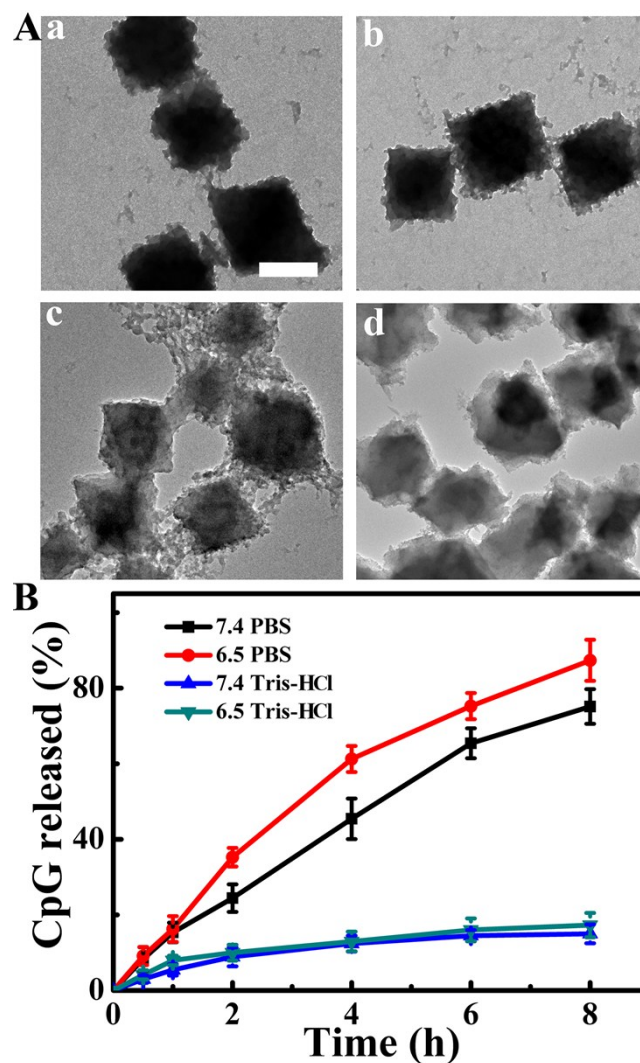 A
a
b
c
d
B
7.4 PBS
6.5 PBS
7.4 Tris-HCl
6.5 Tris-HCl
CpG released (%)
80
40
0
0 2 4 6 8
Time (h)